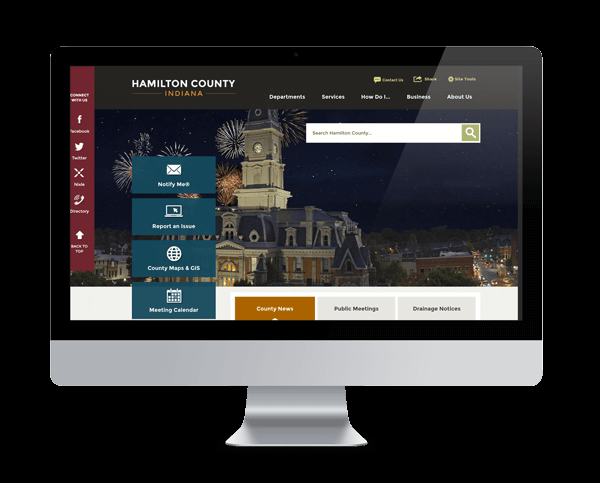 HAMILTON COUNTY
INDIANA
Contact Us
Share
Site Tools
Departments
Services
How Do I...
Business
About Us
CONNECT
WITH US
Facebook
Twitter
Nixle
Directory
BACK TO
TOP
Search Hamilton County...
Notify Me®
Report an Issue
County Maps & GIS
Meeting Calendar
County News
Public Meetings
Drainage Notices